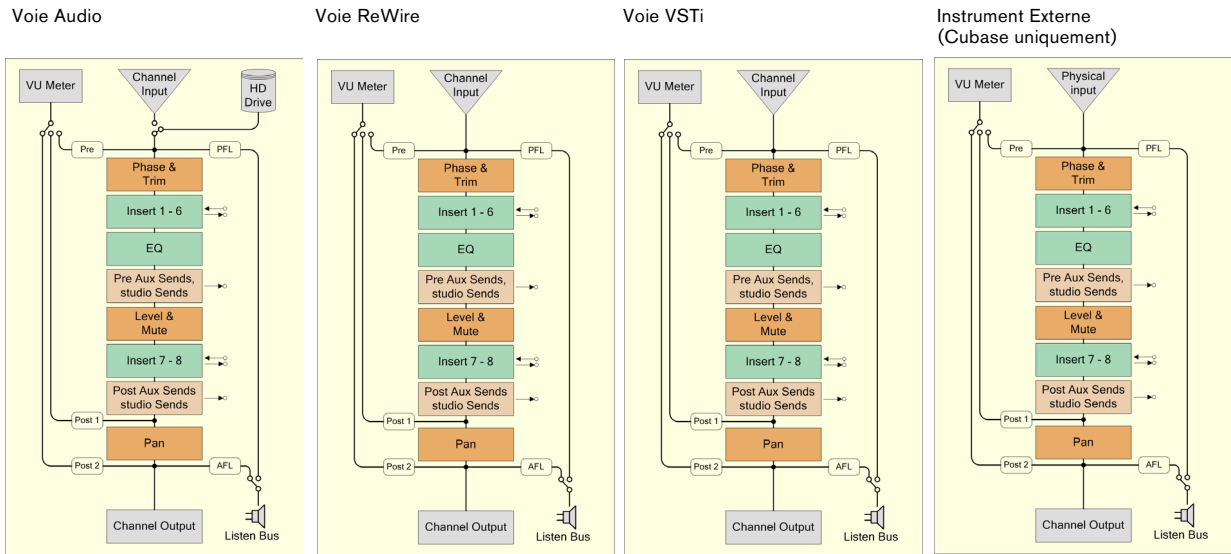 Voie Audio
VU Meter
Channel
Input
HD
Drive
Pre
PFL
Phase &
Trim
Insert 1 - 6
EQ
Pre Aux Sends,
studio Sends
Level &
Mute
Insert 7 - 8
Post Aux Sends
studio Sends
Post 1
Pan
Post 2
AFL
Channel Output
Listen Bus
Voie ReWire
VU Meter
Channel
Input
Pre
PFL
Phase &
Trim
Insert 1 - 6
EQ
Pre Aux Sends,
studio Sends
Level &
Mute
Insert 7 - 8
Post Aux Sends
studio Sends
Post 1
Pan
Post 2
AFL
Channel Output
Listen Bus
Voie VSTi
VU Meter
Channel
Input
Pre
PFL
Phase &
Trim
Insert 1 - 6
EQ
Pre Aux Sends,
studio Sends
Level &
Mute
Insert 7 - 8
Post Aux Sends
studio Sends
Post 1
Pan
Post 2
AFL
Channel Output
Listen Bus
Instrument Externe
(Cubase uniquement)
VU Meter
Physical
input
Pre
PFL
Phase &
Trim
Insert 1 - 6
EQ
Pre Aux Sends,
studio Sends
Level &
Mute
Insert 7 - 8
Post Aux Sends
studio Sends
Post 1
Pan
Post 2
AFL
Channel Output
Listen Bus